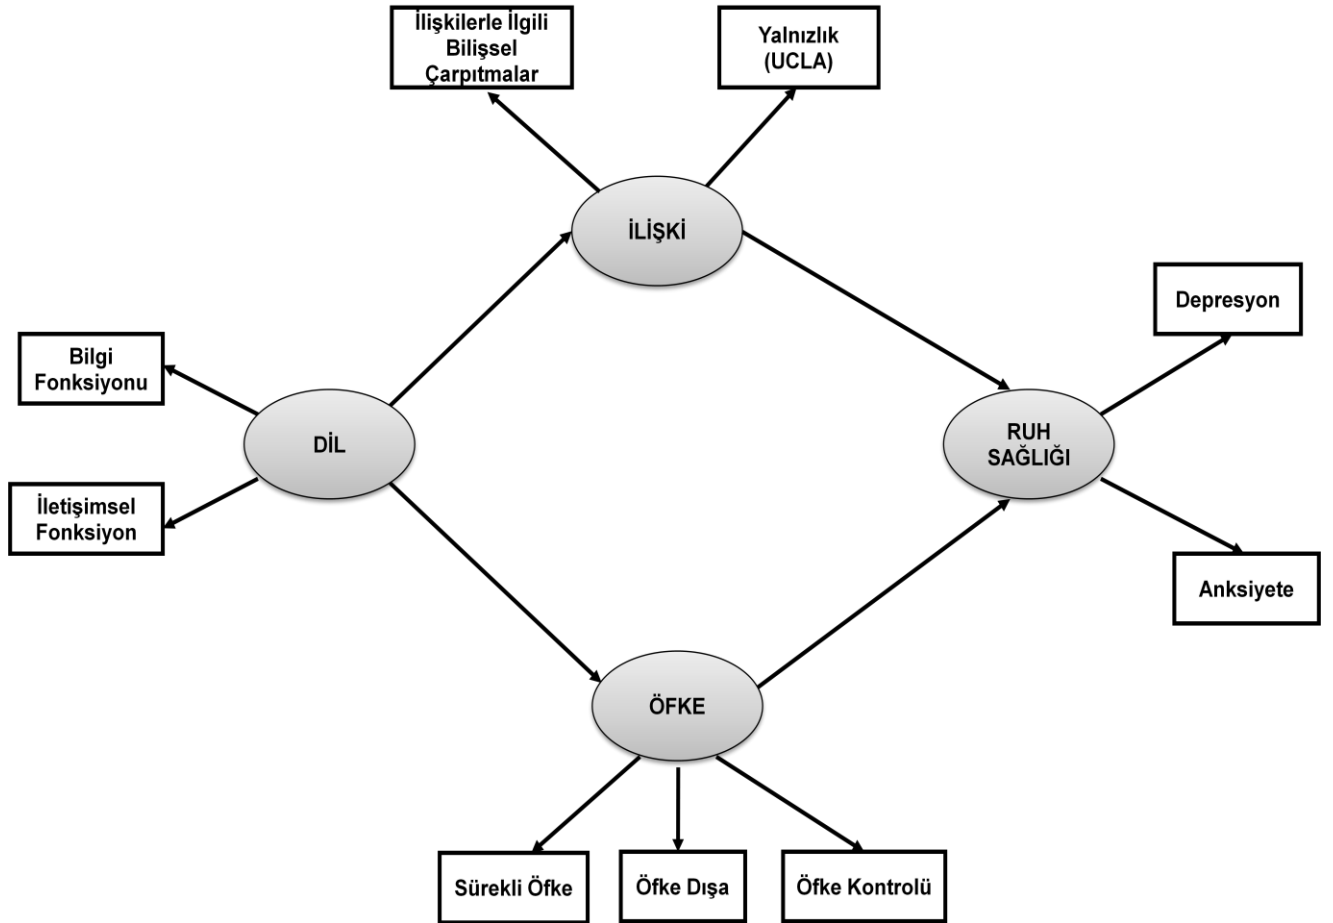 İlişkilerle İlgili
Bilişsel
Çarpıtmalar
Yalnızlık
(UCLA)
İLİŞKİ
Depresyon
Bilgi
Fonksiyonu
DİL
RUH
SAĞLIĞI
İletişimsel
Fonksiyon
Anksiyete
ÖFKE
Sürekli Öfke
Öfke Dışa
Öfke Kontrolü